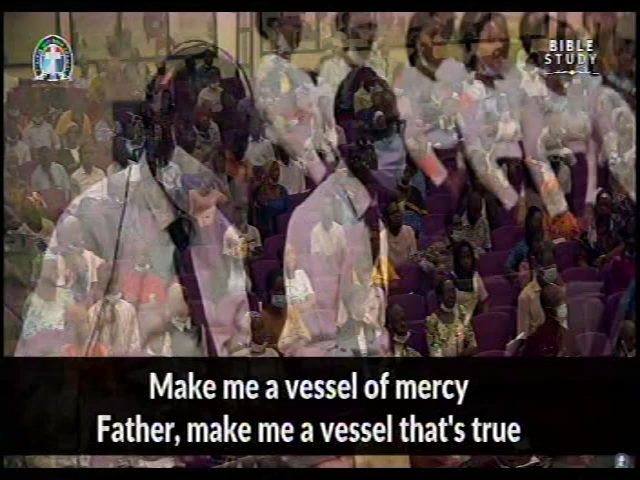 BIBLE
STUDY
Make me a vessel of mercy
Father, make me a vessel that's true